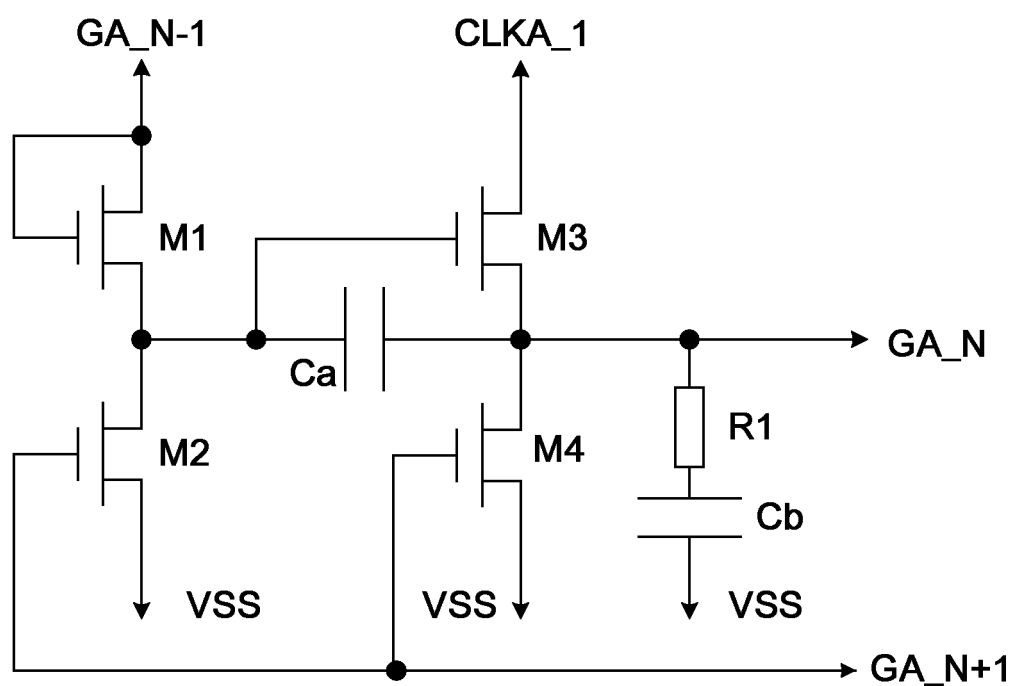 GA_N-1
CLKA_1
M1
M3
GA_N
Ca
R1
M2
M4
Cb
VSS
VSS
VSS
GA_N+1